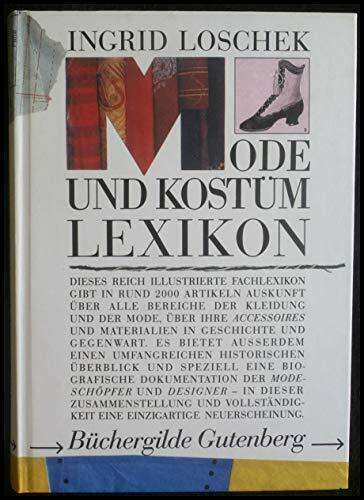 INGRID LOSCHEK
MODE
UND KOSTÜM
LEXIKON
DIESES REICH ILLUSTRIERTE FACHLEXIKON
GIBT IN RUND 2000 ARTIKELN AUSKUNFT
ÜBER ALLE BEREICHE DER KLEIDUNG
UND DER MODE, ÜBER IHRE ACCESSOIRES
UND MATERIALIEN IN GESCHICHTE UND
GEGENWART. ES BIETET AUSSERDEM
EINEN UMFANGREICHEN HISTORISCHEN
ÜBERBLICK UND SPEZIELL EINE BIO-
GRAFISCHE DOKUMENTATION DER MODE-
SCHÖPFER UND DESIGNER – IN DIESER
ZUSAMMENSTELLUNG UND VOLLSTÄNDIG-
KEIT EINE EINZIGARTIGE NEUERSCHEINUNG.
Büchergilde Gutenberg